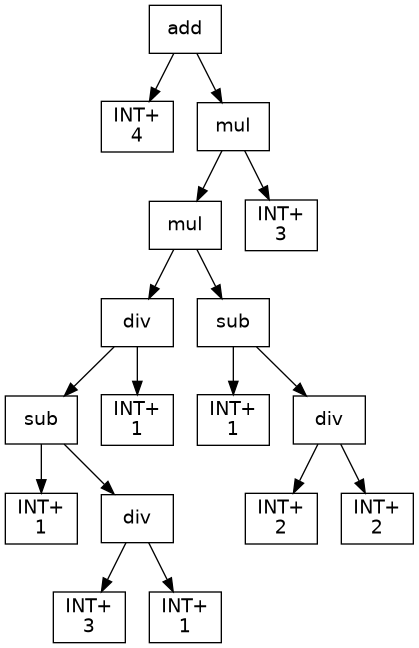 add
INT+
4
mul
mul
INT+
3
div
sub
sub
INT+
1
INT+
1
div
INT+
1
div
INT+
2
INT+
2
INT+
3
INT+
1